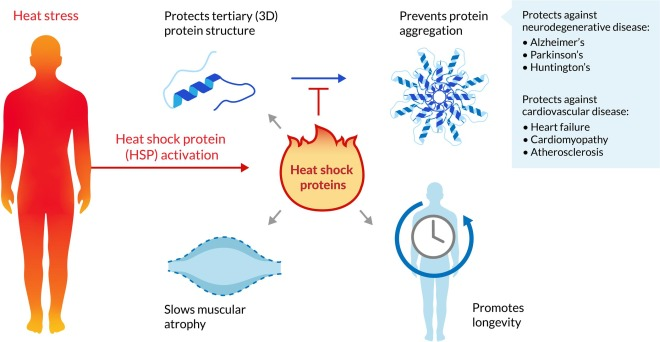 Heat stress
Protects tertiary (3D)
protein structure
Prevents protein
aggregation
Protects against
neurodegenerative disease:
• Alzheimer's
• Parkinson's
• Huntington's
Protects against
cardiovascular disease:
• Heart failure
• Cardiomyopathy
• Atherosclerosis
Heat shock protein
(HSP) activation
Heat shock
proteins
Slows muscular
atrophy
Promotes
longevity